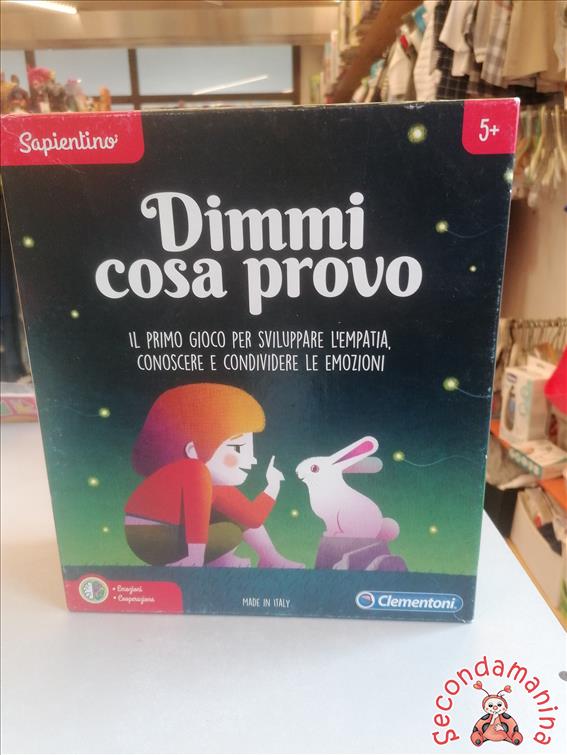 Sapientino
5+
Dimmi
cosa provo
IL PRIMO GIOCO PER SVILUPPARE L'EMPATIA,
CONOSCERE E CONDIVIDERE LE EMOZIONI
• Emozioni
• Cooperazione
MADE IN ITALY
Clementoni
Secondamanina